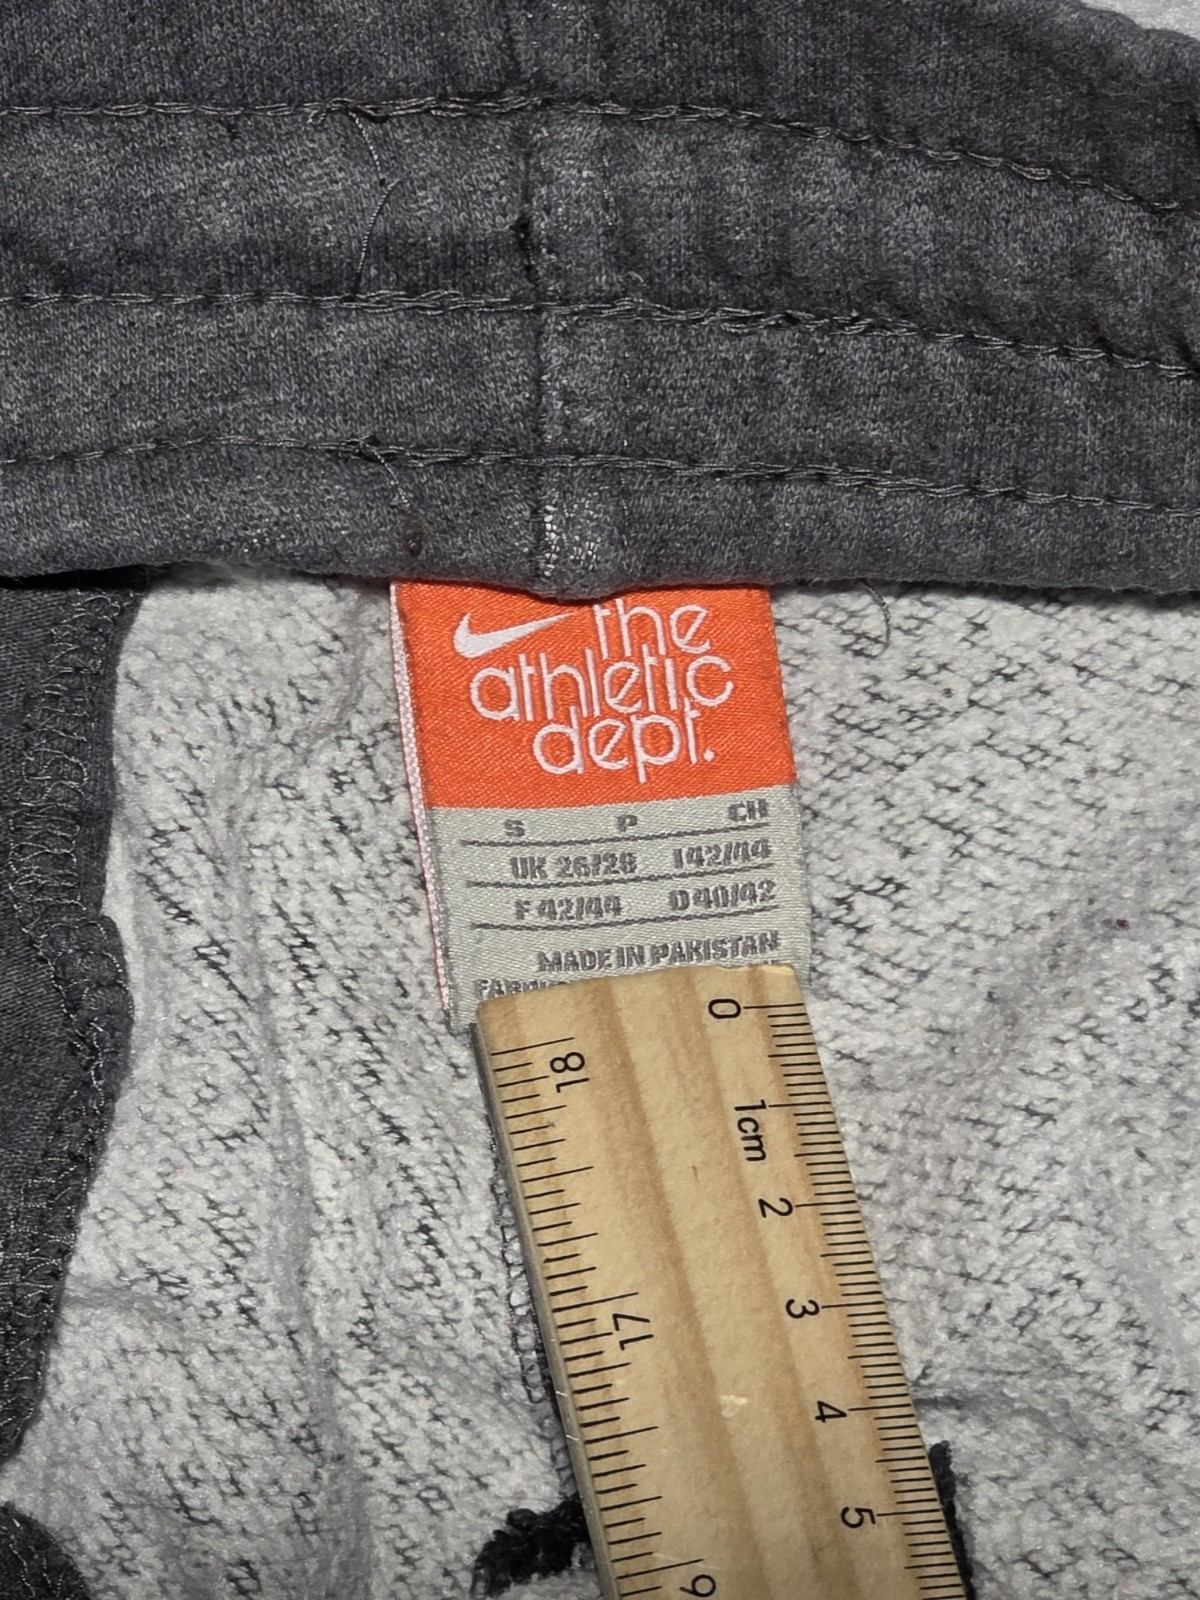 the
athletic
dept.
S P CH
UK 26/28 I 42/44
F 42/44 D 40/42
MADE IN PAKISTAN
0
1cm
2
3
4
5
18
17